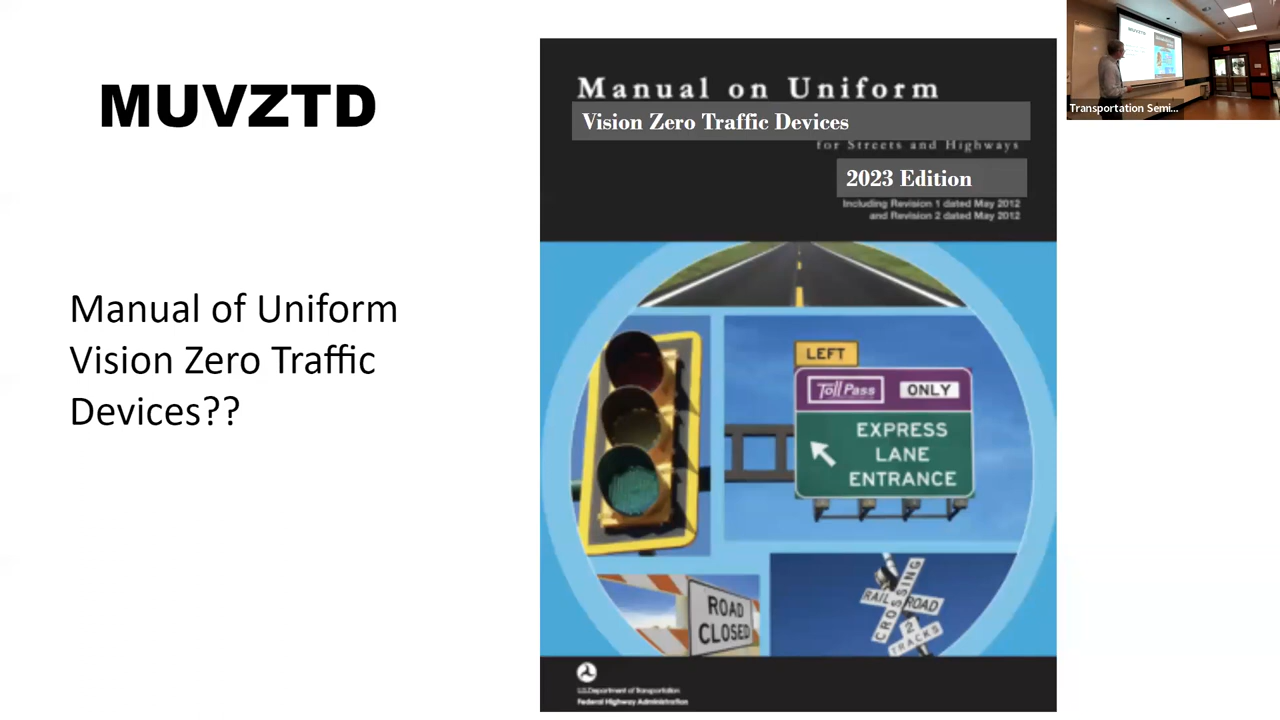 MUVZTD
Manual of Uniform
Vision Zero Traffic
Devices??
Manual on Uniform
Vision Zero Traffic Devices
for Streets and Highways
2023 Edition
Including Revision 1 dated May 2012
and Revision 2 dated May 2012
LEFT
Toll Pass ONLY
EXPRESS
LANE
ENTRANCE
ROAD
CLOSED
RAIL ROAD
CROSSING
2
TRACKS
U.S. Department of Transportation
Federal Highway Administration
Transportation Semi...